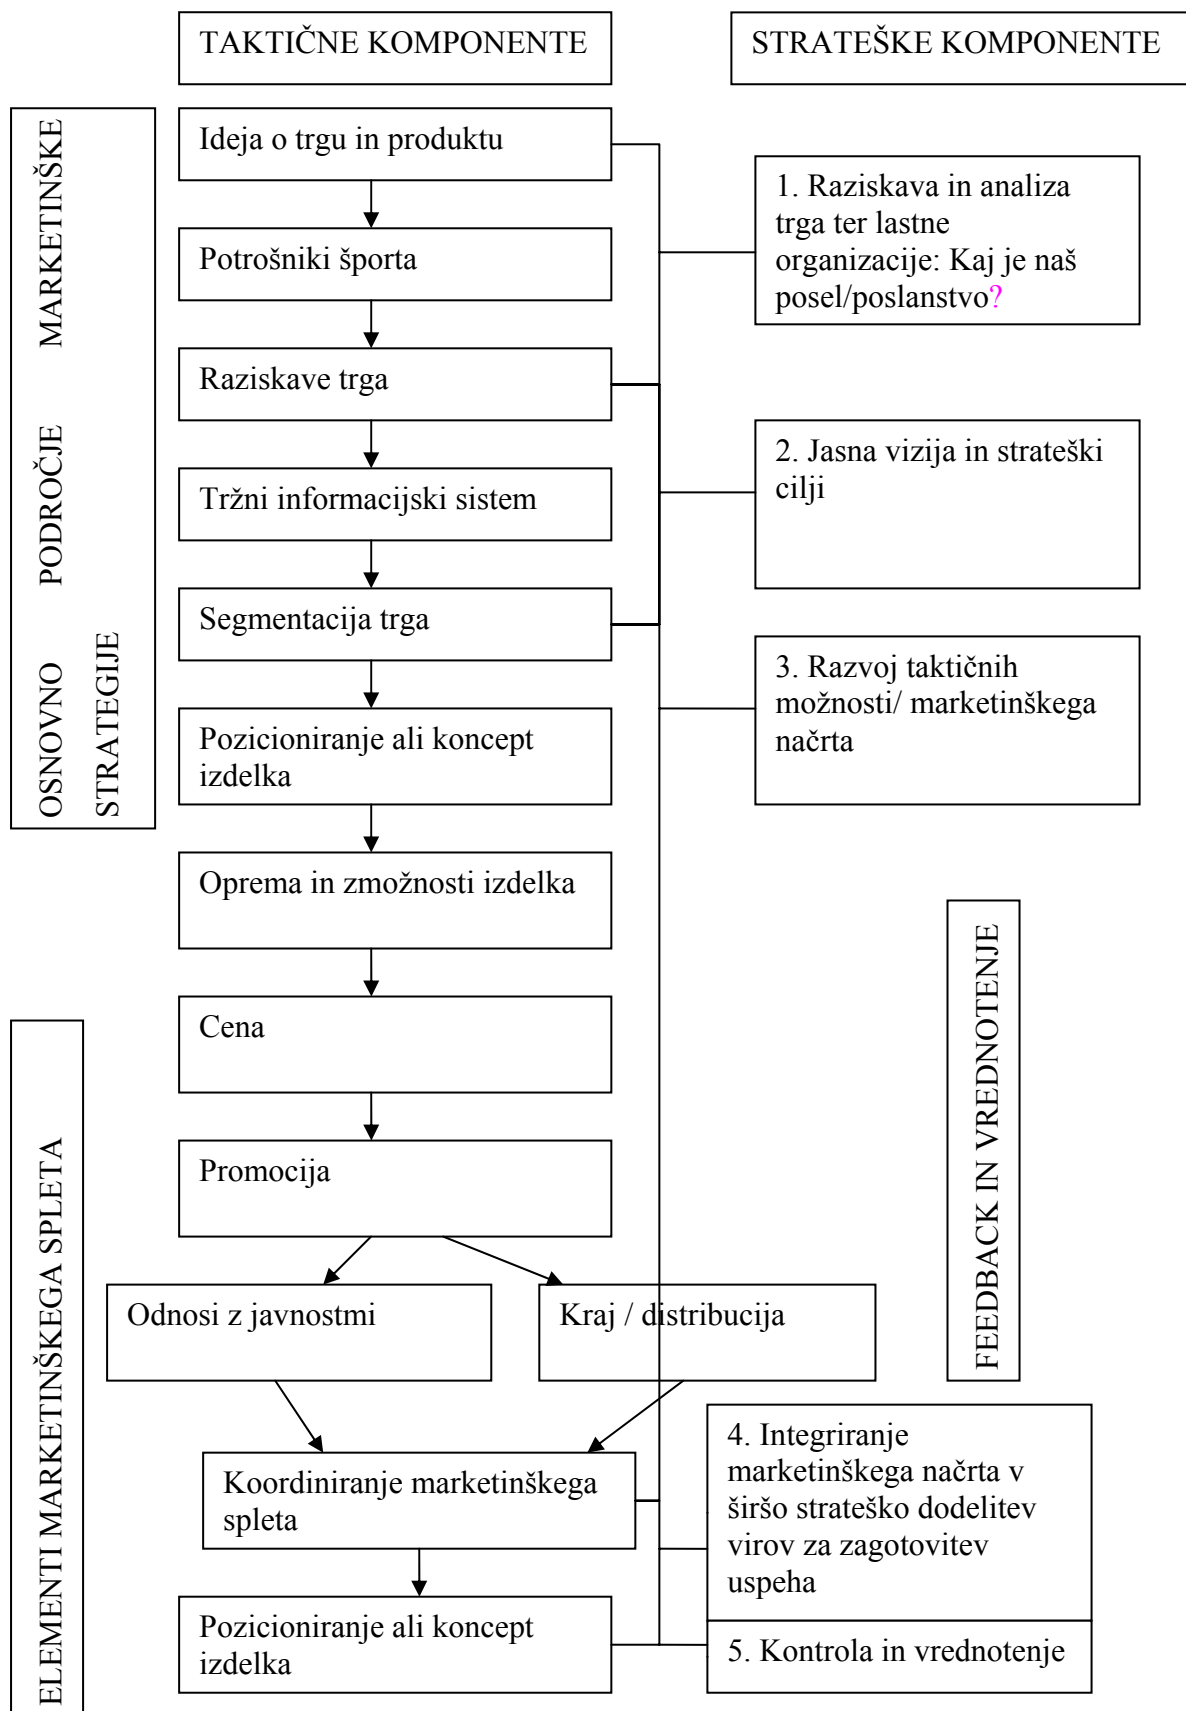 TAKTIČNE KOMPONENTE
STRATEŠKE KOMPONENTE
OSNOVNO PODROČJE MARKETINŠKE
STRATEGIJE
Ideja o trgu in produktu
Potrošniki športa
Raziskave trga
Tržni informacijski sistem
Segmentacija trga
Pozicioniranje ali koncept
izdelka
Oprema in zmožnosti izdelka
1. Raziskava in analiza
trga ter lastne
organizacije: Kaj je naš
posel/poslanstvo?
2. Jasna vizija in strateški
cilji
3. Razvoj taktičnih
možnosti/ marketinškega
načrta
FEEDBACK IN VREDNOTENJE
ELEMENTI MARKETINŠKEGA SPLETA
Cena
Promocija
Odnosi z javnostmi
Kraj / distribucija
Koordiniranje marketinškega
spleta
Pozicioniranje ali koncept
izdelka
4. Integriranje
marketinškega načrta v
širšo strateško dodelitev
virov za zagotovitev
uspeha
5. Kontrola in vrednotenje